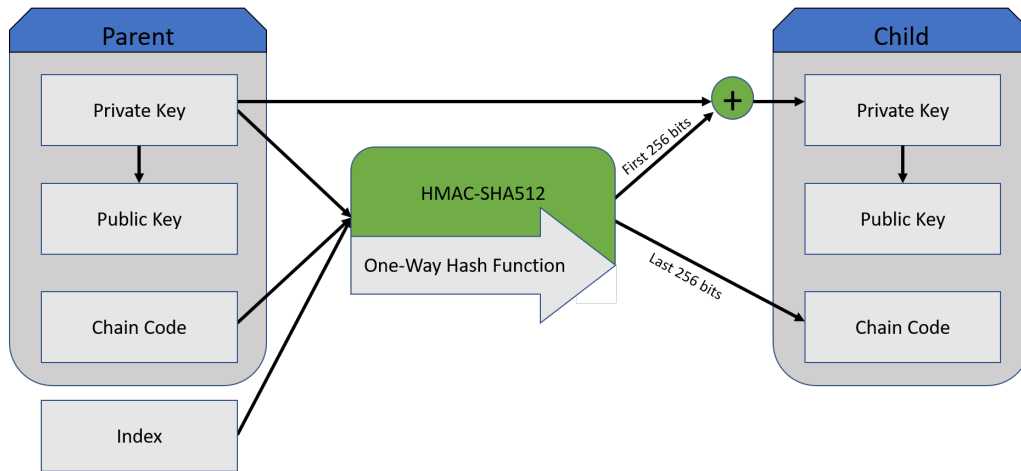 Parent
Private Key
Public Key
Chain Code
Index
HMAC-SHA512
One-Way Hash Function
First 256 bits
Last 256 bits
+
Child
Private Key
Public Key
Chain Code